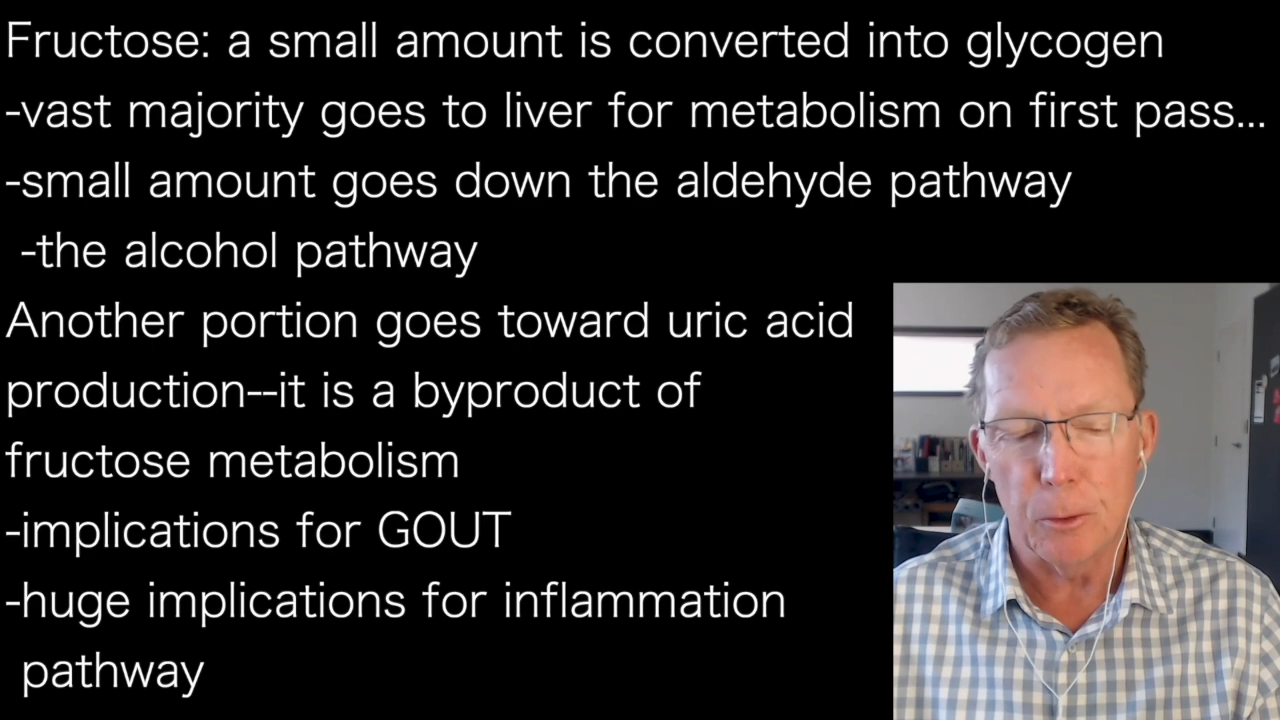 Fructose: a small amount is converted into glycogen
-vast majority goes to liver for metabolism on first pass...
-small amount goes down the aldehyde pathway
-the alcohol pathway
Another portion goes toward uric acid
production--it is a byproduct of
fructose metabolism
-implications for GOUT
-huge implications for inflammation
pathway